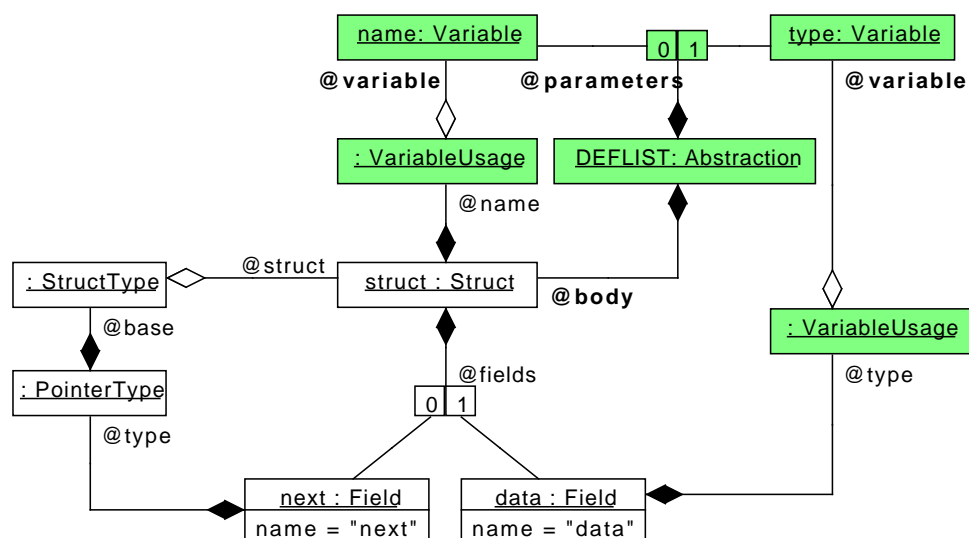 name: Variable
0 1
type: Variable
@variable
@parameters
@variable
: VariableUsage
DEFLIST: Abstraction
@name
@struct
: StructType
struct : Struct
@body
@base
: VariableUsage
: PointerType
@fields
@type
0 1
@type
next : Field
data : Field
name = "next"
name = "data"